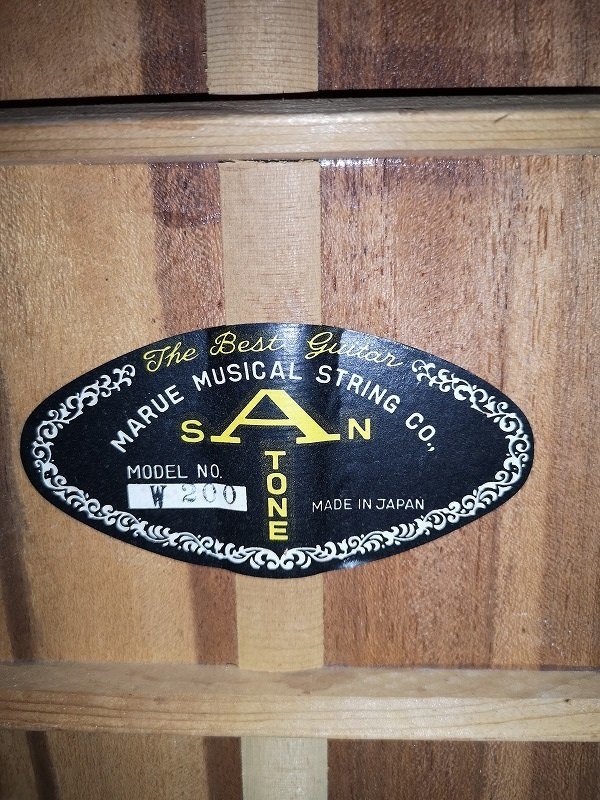 The Best Guitar
MARUE MUSICAL STRING CO.,
SAN
TONE
MODEL NO.
W 200
MADE IN JAPAN